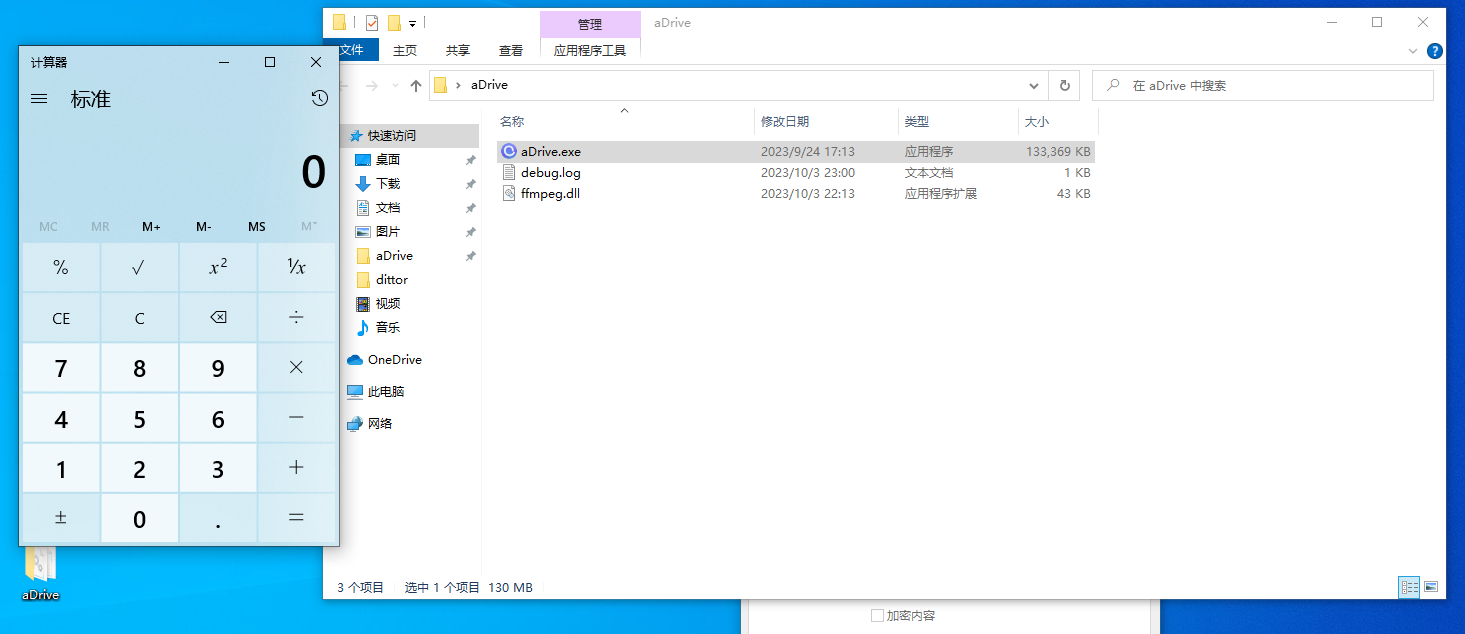 计算器
标准
0
MC MR M+ M- MS Mˇ
% √ x² ¹/x
CE C ÷
7 8 9 ×
4 5 6 −
1 2 3 +
± 0 . =
aDrive
管理 aDrive
文件 主页 共享 查看 应用程序工具
aDrive
在 aDrive 中搜索
快速访问
桌面
下载
文档
图片
aDrive
dittor
视频
音乐
OneDrive
此电脑
网络
名称 修改日期 类型 大小
aDrive.exe 2023/9/24 17:13 应用程序 133,369 KB
debug.log 2023/10/3 23:00 文本文档 1 KB
ffmpeg.dll 2023/10/3 22:13 应用程序扩展 43 KB
3 个项目 选中 1 个项目 130 MB
加密内容